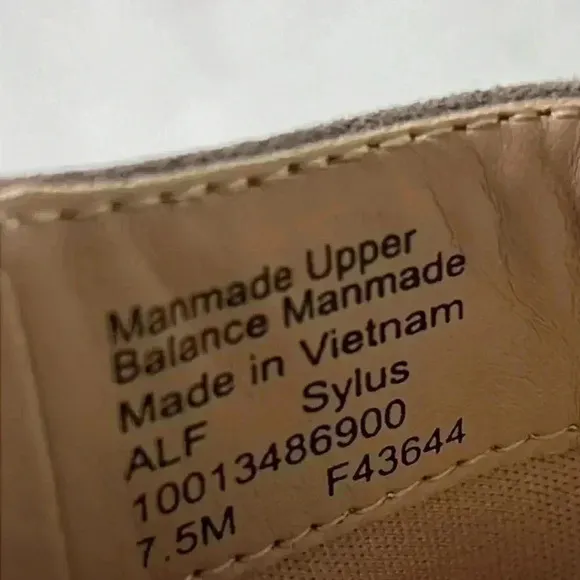 Manmade Upper
Balance Manmade
Made in Vietnam
ALF Sylus
10013486900
7.5M F43644